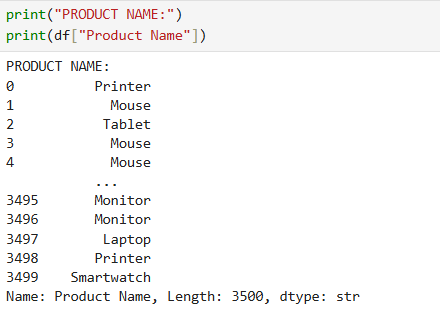 print("PRODUCT NAME:")
print(df["Product Name"])
PRODUCT NAME:
0          Printer
1            Mouse
2           Tablet
3            Mouse
4            Mouse
           ...
3495       Monitor
3496       Monitor
3497        Laptop
3498       Printer
3499    Smartwatch
Name: Product Name, Length: 3500, dtype: str